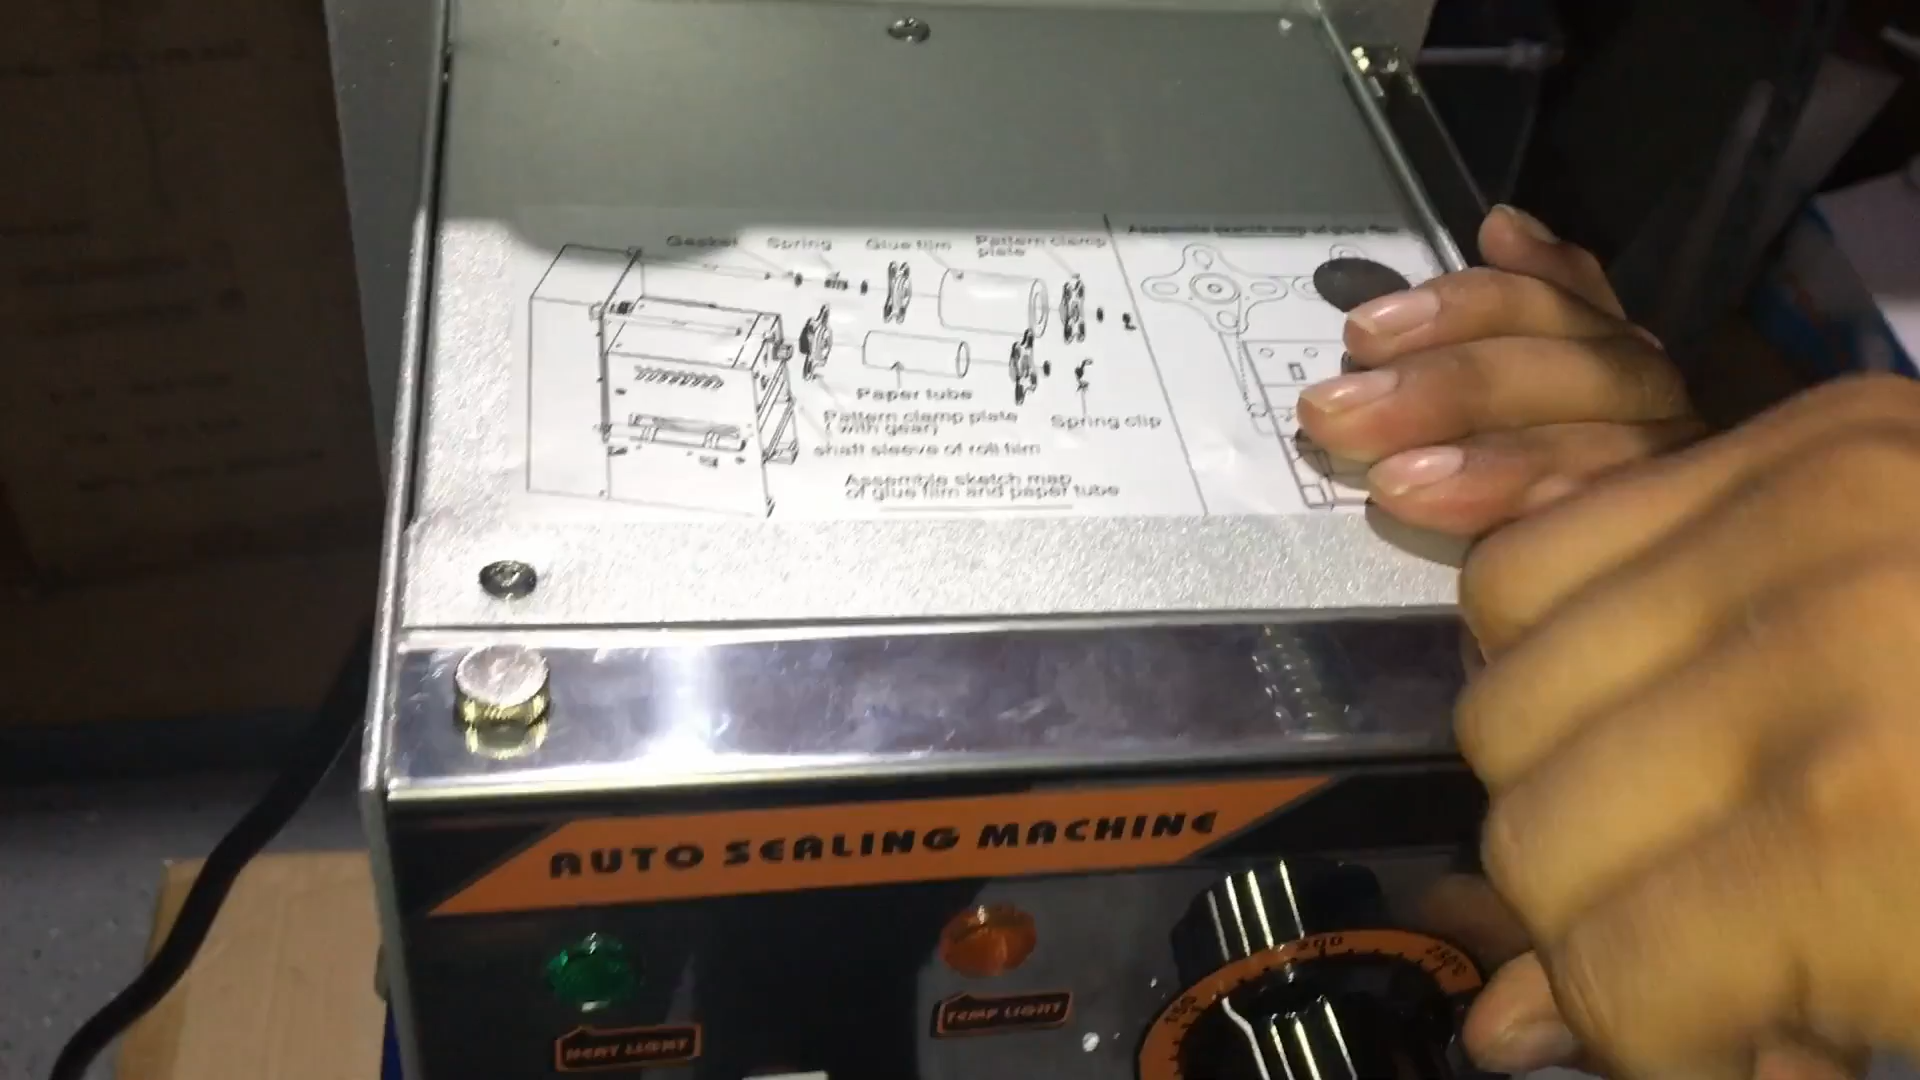 Gasket Spring Glue film Pattern clamp
plate
Paper tube
Pattern clamp plate
( with gear)
Spring clip
shaft sleeve of roll film
Assemble sketch map
of glue film and paper tube
AUTO SEALING MACHINE
HEAT LIGHT
TEMP LIGHT
200